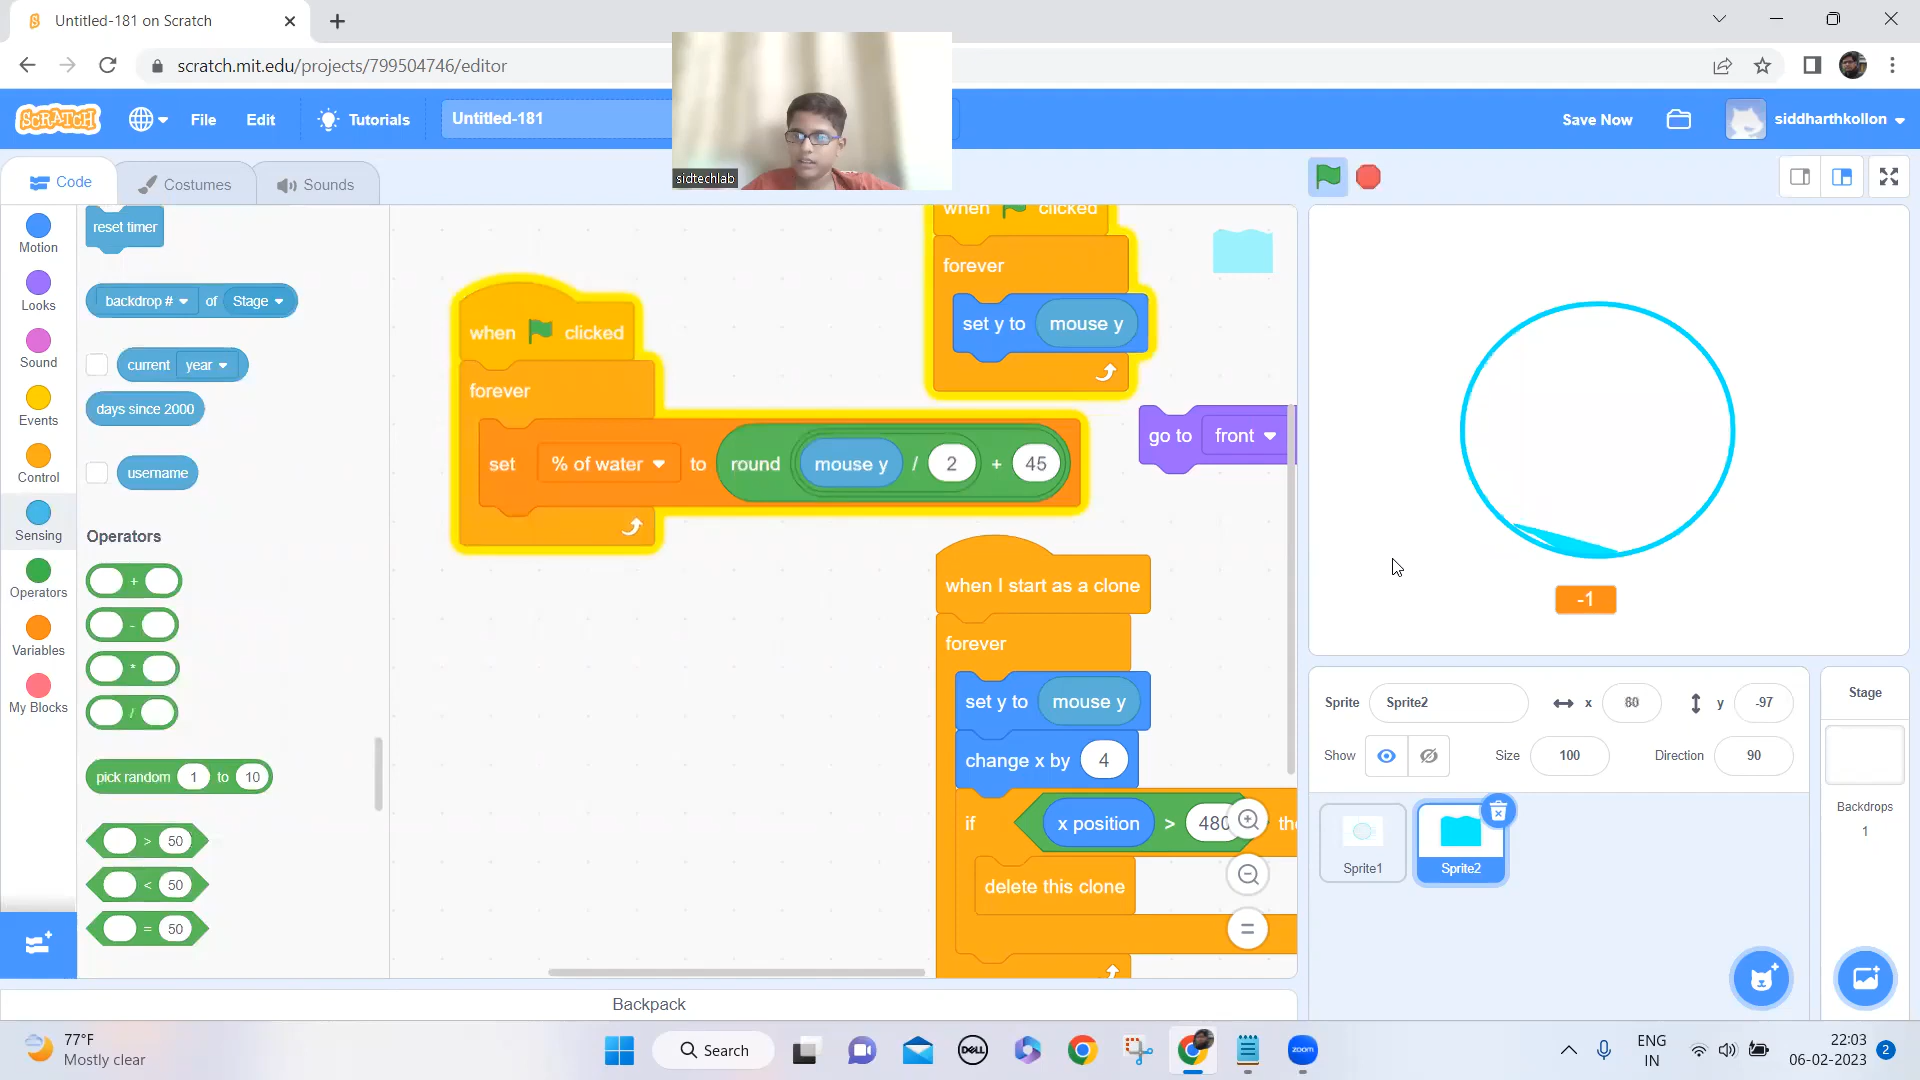 Untitled-181 on Scratch
scratch.mit.edu/projects/799504746/editor
SCRATCH
File
Edit
Tutorials
Untitled-181
Save Now
siddharthkollon
sidtechlab
Code
Costumes
Sounds
Motion
Looks
Sound
Events
Control
Sensing
Operators
Variables
My Blocks
reset timer
backdrop # of Stage
current year
days since 2000
username
Operators
+
-
*
/
pick random 1 to 10
> 50
< 50
= 50
when clicked
forever
set % of water to round mouse y / 2 + 45
when clicked
forever
set y to mouse y
go to front
when I start as a clone
forever
set y to mouse y
change x by 4
if x position > 480 the
delete this clone
-1
Sprite Sprite2 x 60 y -97
Show Size 100 Direction 90
Sprite1
Sprite2
Stage
Backdrops
1
Backpack
77°F
Mostly clear
Search
DELL
zoom
ENG
IN
22:03
06-02-2023
2